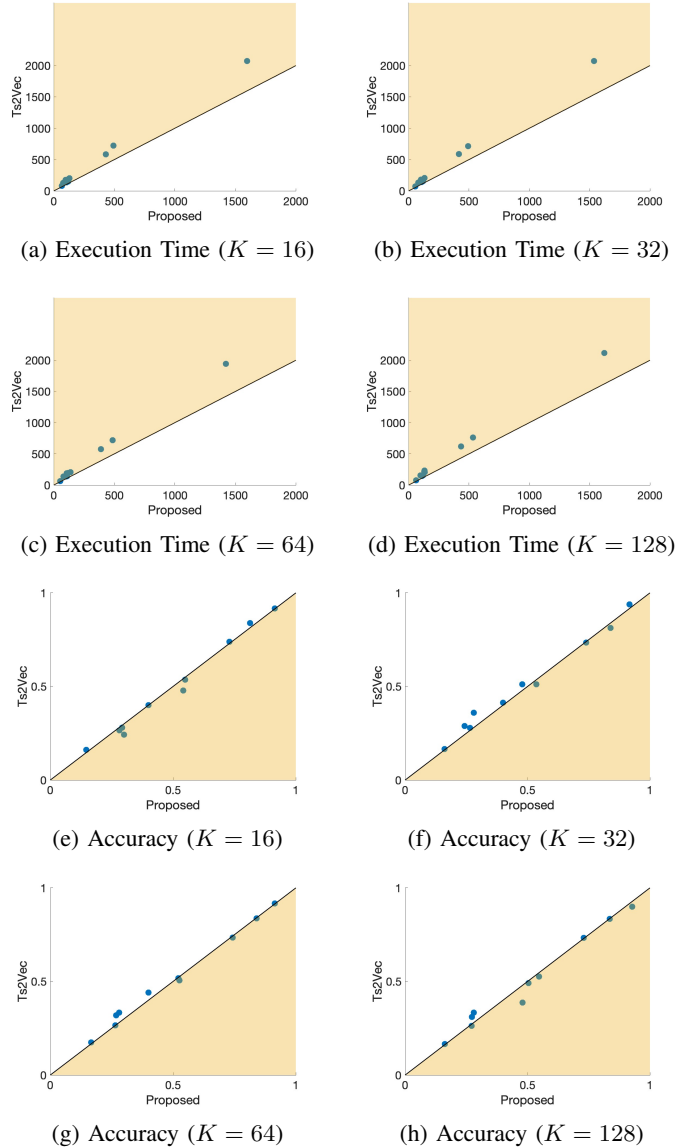 Ts2Vec
2000
1500
1000
500
0
0 500 1000 1500 2000
Proposed
(a) Execution Time (K = 16)
Ts2Vec
2000
1500
1000
500
0
0 500 1000 1500 2000
Proposed
(b) Execution Time (K = 32)
Ts2Vec
2000
1500
1000
500
0
0 500 1000 1500 2000
Proposed
(c) Execution Time (K = 64)
Ts2Vec
2000
1500
1000
500
0
0 500 1000 1500 2000
Proposed
(d) Execution Time (K = 128)
Ts2Vec
1
0.5
0
0 0.5 1
Proposed
(e) Accuracy (K = 16)
Ts2Vec
1
0.5
0
0 0.5 1
Proposed
(f) Accuracy (K = 32)
Ts2Vec
1
0.5
0
0 0.5 1
Proposed
(g) Accuracy (K = 64)
Ts2Vec
1
0.5
0
0 0.5 1
Proposed
(h) Accuracy (K = 128)